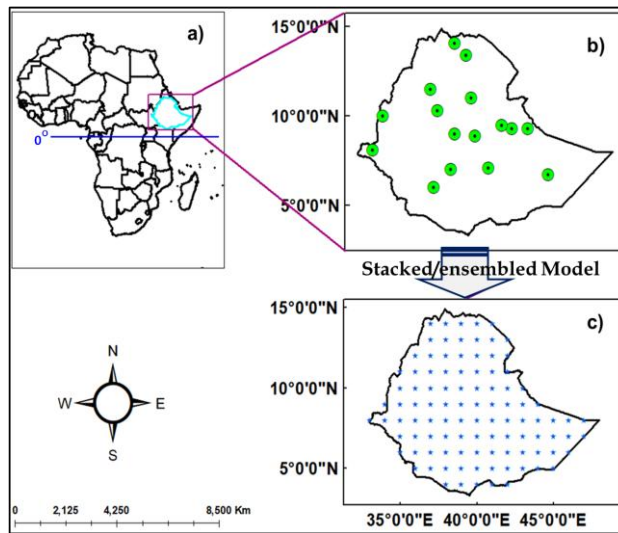 a)
0°
b)
15°0'0"N
10°0'0"N
5°0'0"N
Stacked/ensembled Model
c)
15°0'0"N
10°0'0"N
5°0'0"N
35°0'0"E 40°0'0"E 45°0'0"E
N
W E
S
0 2,125 4,250 8,500 Km